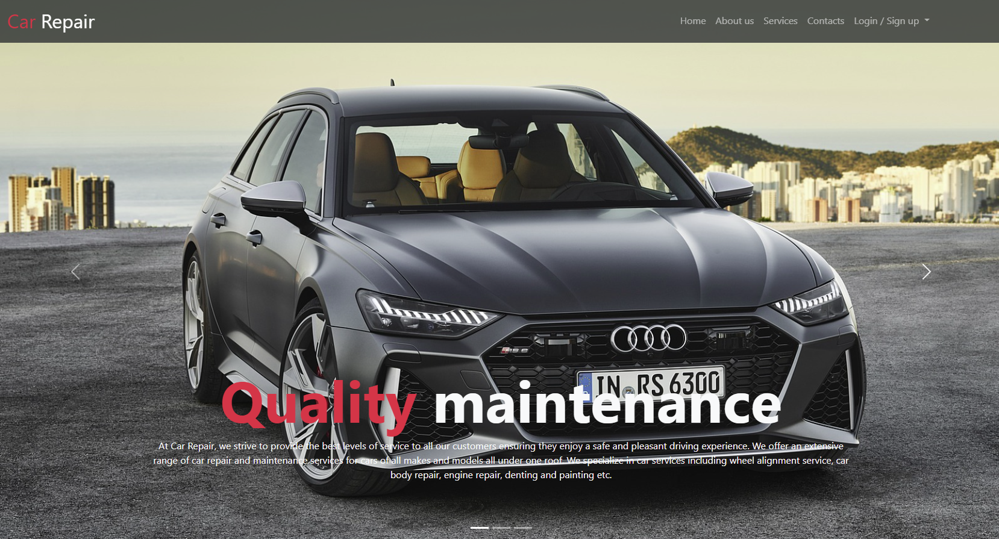 Car Repair
Home About us Services Contacts Login / Sign up
RS 6
IN RS 6300
Quality maintenance
At Car Repair, we strive to provide the best levels of service to all our customers ensuring they enjoy a safe and pleasant driving experience. We offer an extensive
range of car repair and maintenance services for cars of all makes and models all under one roof. We specialize in car services including wheel alignment service, car
body repair, engine repair, denting and painting etc.